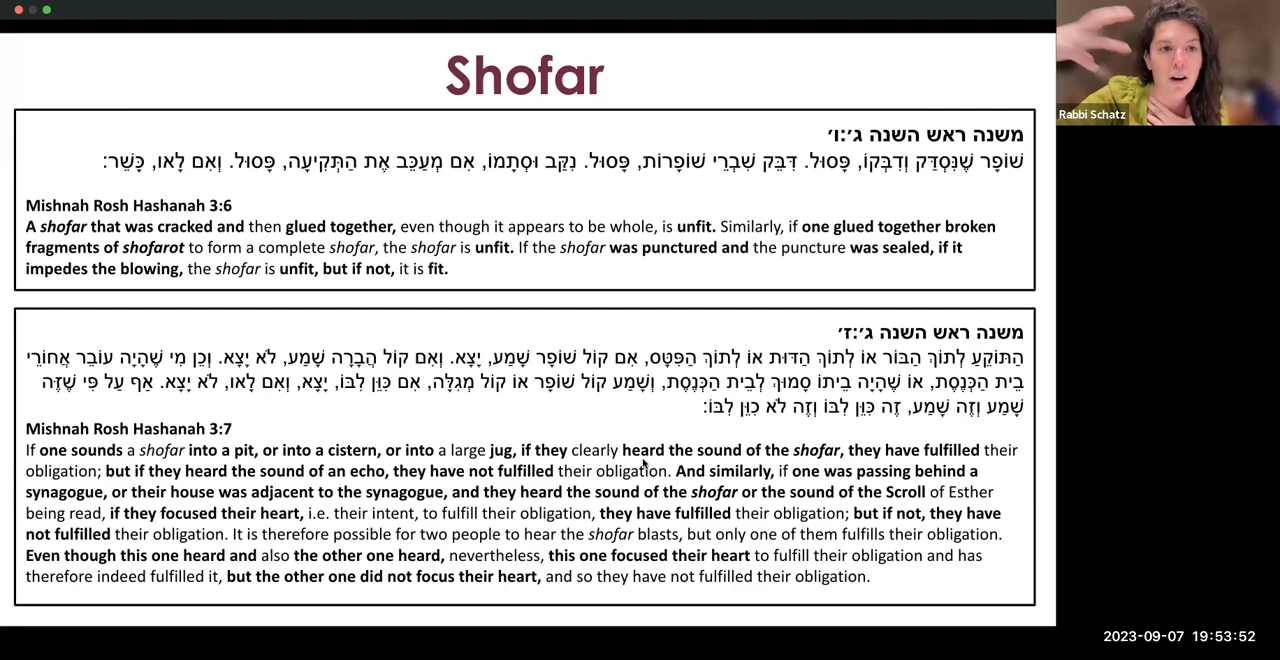 Shofar
משנה ראש השנה ג׳:ו׳
שׁוֹפָר שֶׁנִּסְדַּק וְדִבְּקוֹ, פָּסוּל. דִּבֵּק שִׁבְרֵי שׁוֹפָרוֹת, פָּסוּל. נִקַּב וּסְתָמוֹ, אִם מְעַכֵּב אֶת הַתְּקִיעָה, פָּסוּל. וְאִם לָאו, כָּשֵׁר:
Mishnah Rosh Hashanah 3:6
A shofar that was cracked and then glued together, even though it appears to be whole, is unfit. Similarly, if one glued together broken
fragments of shofarot to form a complete shofar, the shofar is unfit. If the shofar was punctured and the puncture was sealed, if it
impedes the blowing, the shofar is unfit, but if not, it is fit.
משנה ראש השנה ג׳:ז׳
הַתּוֹקֵעַ לְתוֹךְ הַבּוֹר אוֹ לְתוֹךְ הַדּוּת אוֹ לְתוֹךְ הַפִּטָּס, אִם קוֹל שׁוֹפָר שָׁמַע, יָצָא. וְאִם קוֹל הֲבָרָה שָׁמַע, לֹא יָצָא. וְכֵן מִי שֶׁהָיָה עוֹבֵר אֲחוֹרֵי
בֵית הַכְּנֶסֶת, אוֹ שֶׁהָיָה בֵיתוֹ סָמוּךְ לְבֵית הַכְּנֶסֶת, וְשָׁמַע קוֹל שׁוֹפָר אוֹ קוֹל מְגִלָּה, אִם כִּוֵּן לִבּוֹ, יָצָא, וְאִם לָאו, לֹא יָצָא. אַף עַל פִּי שֶׁזֶּה
שָׁמַע וְזֶה שָׁמַע, זֶה כִּוֵּן לִבּוֹ וְזֶה לֹא כִוֵּן לִבּוֹ:
Mishnah Rosh Hashanah 3:7
If one sounds a shofar into a pit, or into a cistern, or into a large jug, if they clearly heard the sound of the shofar, they have fulfilled their
obligation; but if they heard the sound of an echo, they have not fulfilled their obligation. And similarly, if one was passing behind a
synagogue, or their house was adjacent to the synagogue, and they heard the sound of the shofar or the sound of the Scroll of Esther
being read, if they focused their heart, i.e. their intent, to fulfill their obligation, they have fulfilled their obligation; but if not, they have
not fulfilled their obligation. It is therefore possible for two people to hear the shofar blasts, but only one of them fulfills their obligation.
Even though this one heard and also the other one heard, nevertheless, this one focused their heart to fulfill their obligation and has
therefore indeed fulfilled it, but the other one did not focus their heart, and so they have not fulfilled their obligation.
Rabbi Schatz
2023-09-07 19:53:52